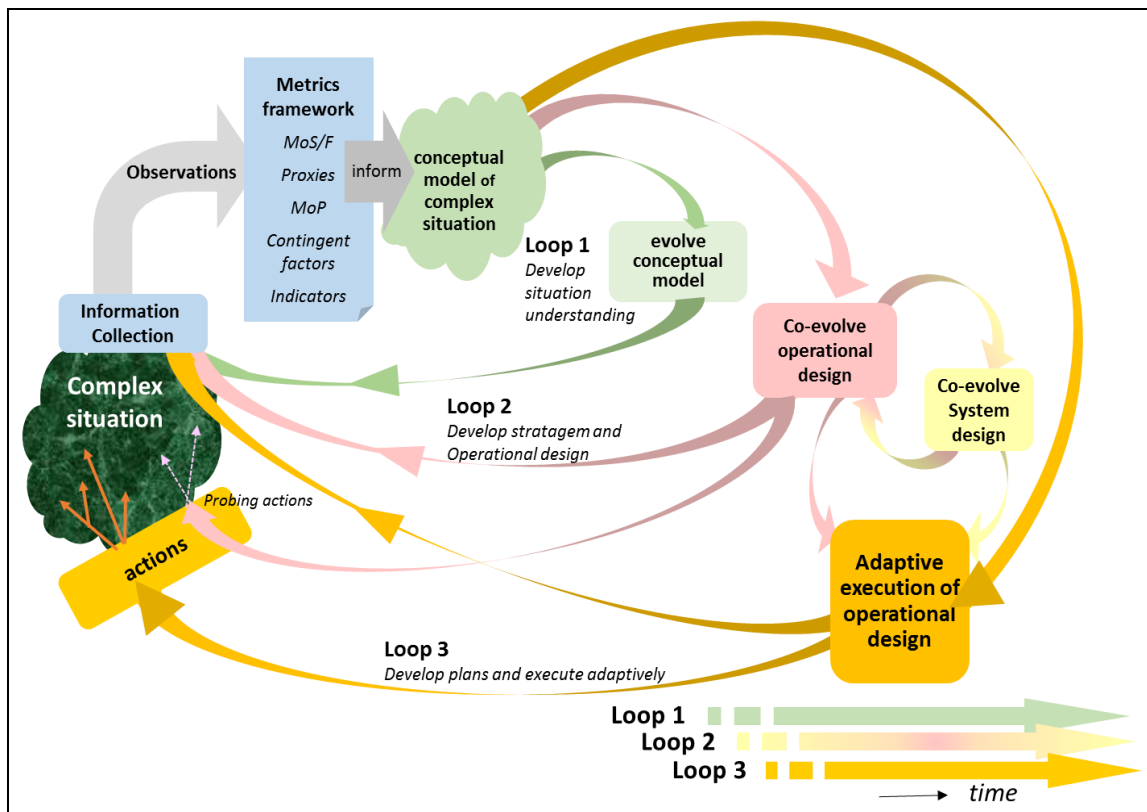 Metrics
framework
MoS/F
Proxies
MoP
Contingent
factors
Indicators
Observations
inform
conceptual
model of
complex
situation
Loop 1
Develop
situation
understanding
evolve
conceptual
model
Information
Collection
Complex
situation
Co-evolve
operational
design
Co-evolve
System
design
Loop 2
Develop stratagem and
Operational design
Probing actions
actions
Adaptive
execution of
operational
design
Loop 3
Develop plans and execute adaptively
Loop 1
Loop 2
Loop 3
time